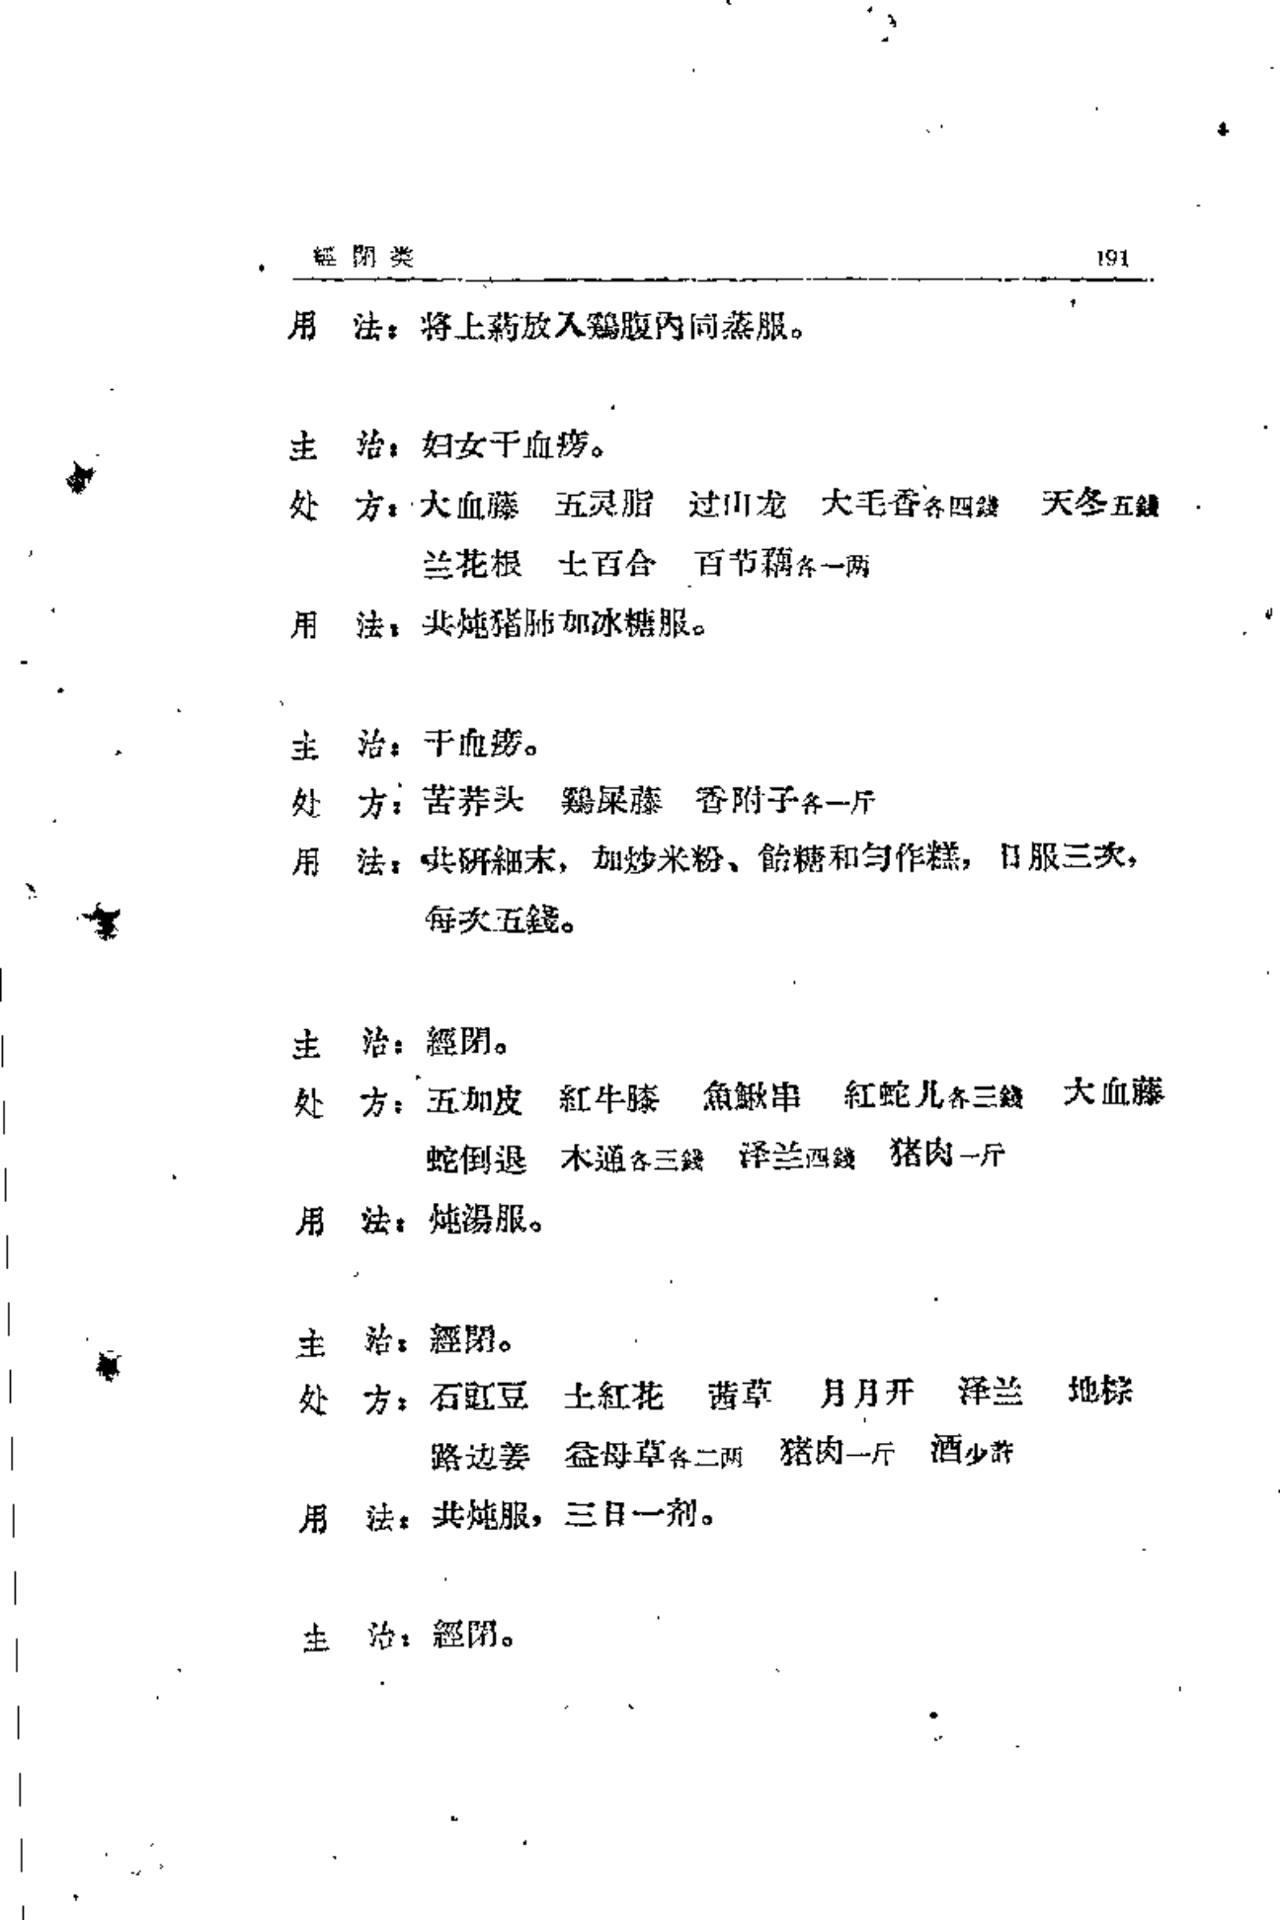 經閉类 191
用 法：将上药放入鷄腹內同蒸服。
主 治：妇女干血痨。
处 方：大血藤 五灵脂 过山龙 大毛香各四錢 天冬五錢
兰花根 士百合 百节藕各一两
用 法：共炖猪肺加冰糖服。
主 治：干血痨。
处 方：苦荞头 鷄屎藤 香附子各一斤
用 法：共研細末，加炒米粉、飴糖和匀作糕，日服三次，
每次五錢。
主 治：經閉。
处 方：五加皮 紅牛膝 魚鰍串 紅蛇儿各三錢 大血藤
蛇倒退 木通各三錢 泽兰四錢 猪肉一斤
用 法：炖湯服。
主 治：經閉。
处 方：石豇豆 土紅花 茜草 月月开 泽兰 地棕
路边姜 益母草各二两 猪肉一斤 酒少許
用 法：共炖服，三日一剂。
主 治：經閉。